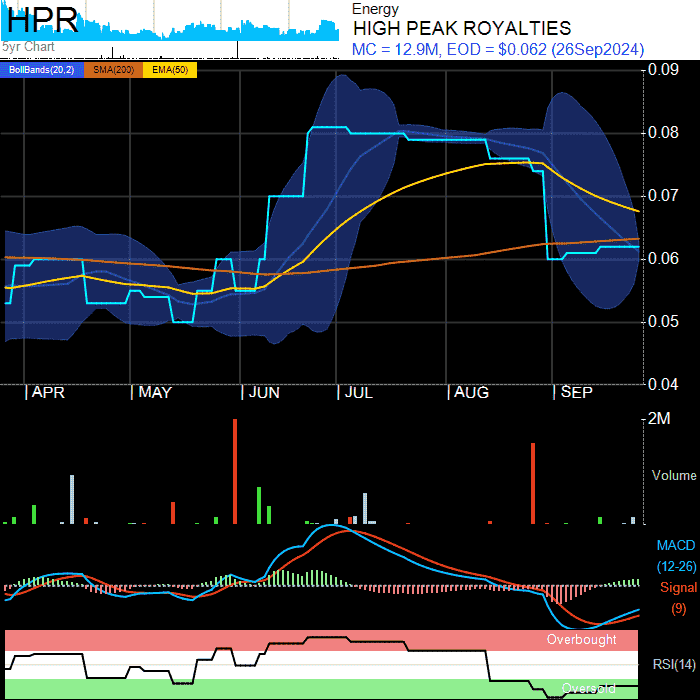 HPR
5yr Chart
Energy
HIGH PEAK ROYALTIES
MC = 12.9M, EOD = $0.062 (26Sep2024)
BollBands(20,2) SMA(200) EMA(50)
0.09
0.08
0.07
0.06
0.05
0.04
APR MAY JUN JUL AUG SEP
2M
Volume
MACD
(12-26)
Signal
(9)
Overbought
RSI(14)
Oversold